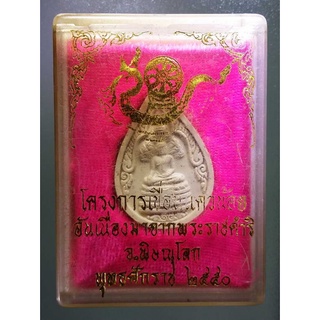 โครงการเขื่อนแควน้อย
อันเนื่องมาจากพระราชดำริ
จ.พิษณุโลก
พุทธศักราช ๒๕๕๐